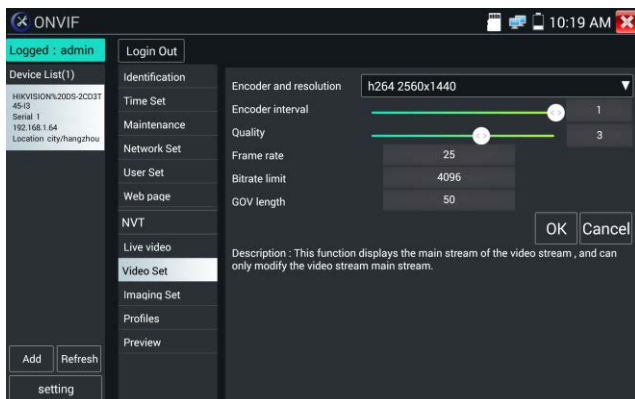 ONVIF
10:19 AM
Logged : admin
Login Out
Device List(1)
HIKVISION%20DS-2CD3T
45-I3
Serial 1
192.168.1.64
Location city/hangzhou
Add
Refresh
setting
Identification
Time Set
Maintenance
Network Set
User Set
Web page
NVT
Live video
Video Set
Imaging Set
Profiles
Preview
Encoder and resolution
h264 2560x1440
Encoder interval
1
Quality
3
Frame rate
25
Bitrate limit
4096
GOV length
50
OK
Cancel
Description : This function displays the main stream of the video stream , and can
only modify the video stream main stream.